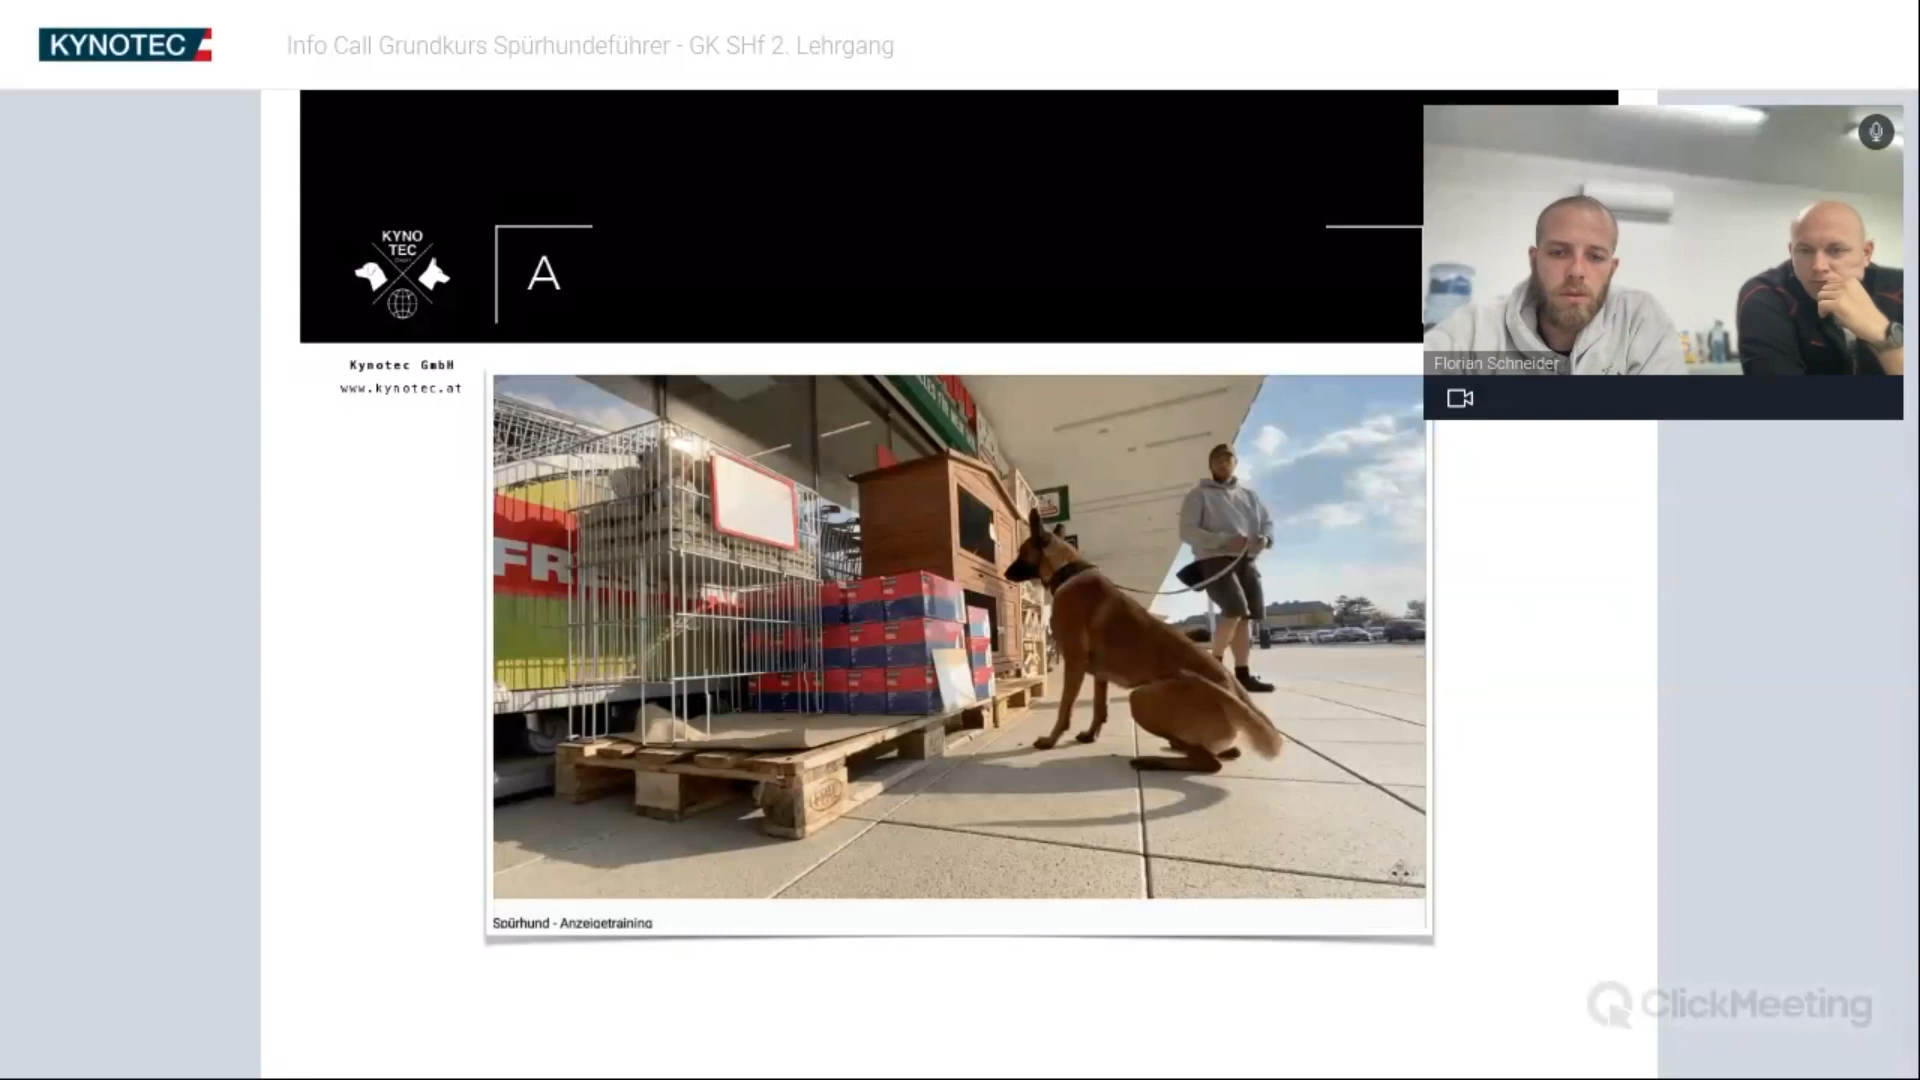 KYNOTEC
Info Call Grundkurs Spürhundeführer - GK SHf 2. Lehrgang
KYNO
TEC
A
Florian Schneider
Kynotec GmbH
www.kynotec.at
FR
Spürhund - Anzeigetraining
ClickMeeting